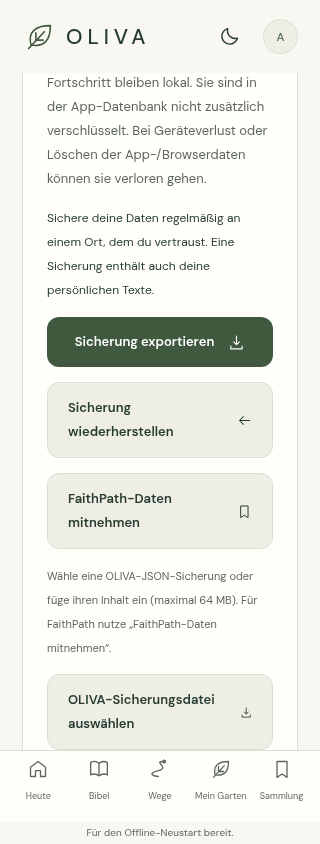 OLIVA
A
Fortschritt bleiben lokal. Sie sind in
der App-Datenbank nicht zusätzlich
verschlüsselt. Bei Geräteverlust oder
Löschen der App-/Browserdaten
können sie verloren gehen.
Sichere deine Daten regelmäßig an
einem Ort, dem du vertraust. Eine
Sicherung enthält auch deine
persönlichen Texte.
Sicherung exportieren
Sicherung
wiederherstellen
FaithPath-Daten
mitnehmen
Wähle eine OLIVA-JSON-Sicherung oder
füge ihren Inhalt ein (maximal 64 MB). Für
FaithPath nutze „FaithPath-Daten
mitnehmen“.
OLIVA-Sicherungsdatei
auswählen
Heute Bibel Wege Mein Garten Sammlung
Für den Offline-Neustart bereit.